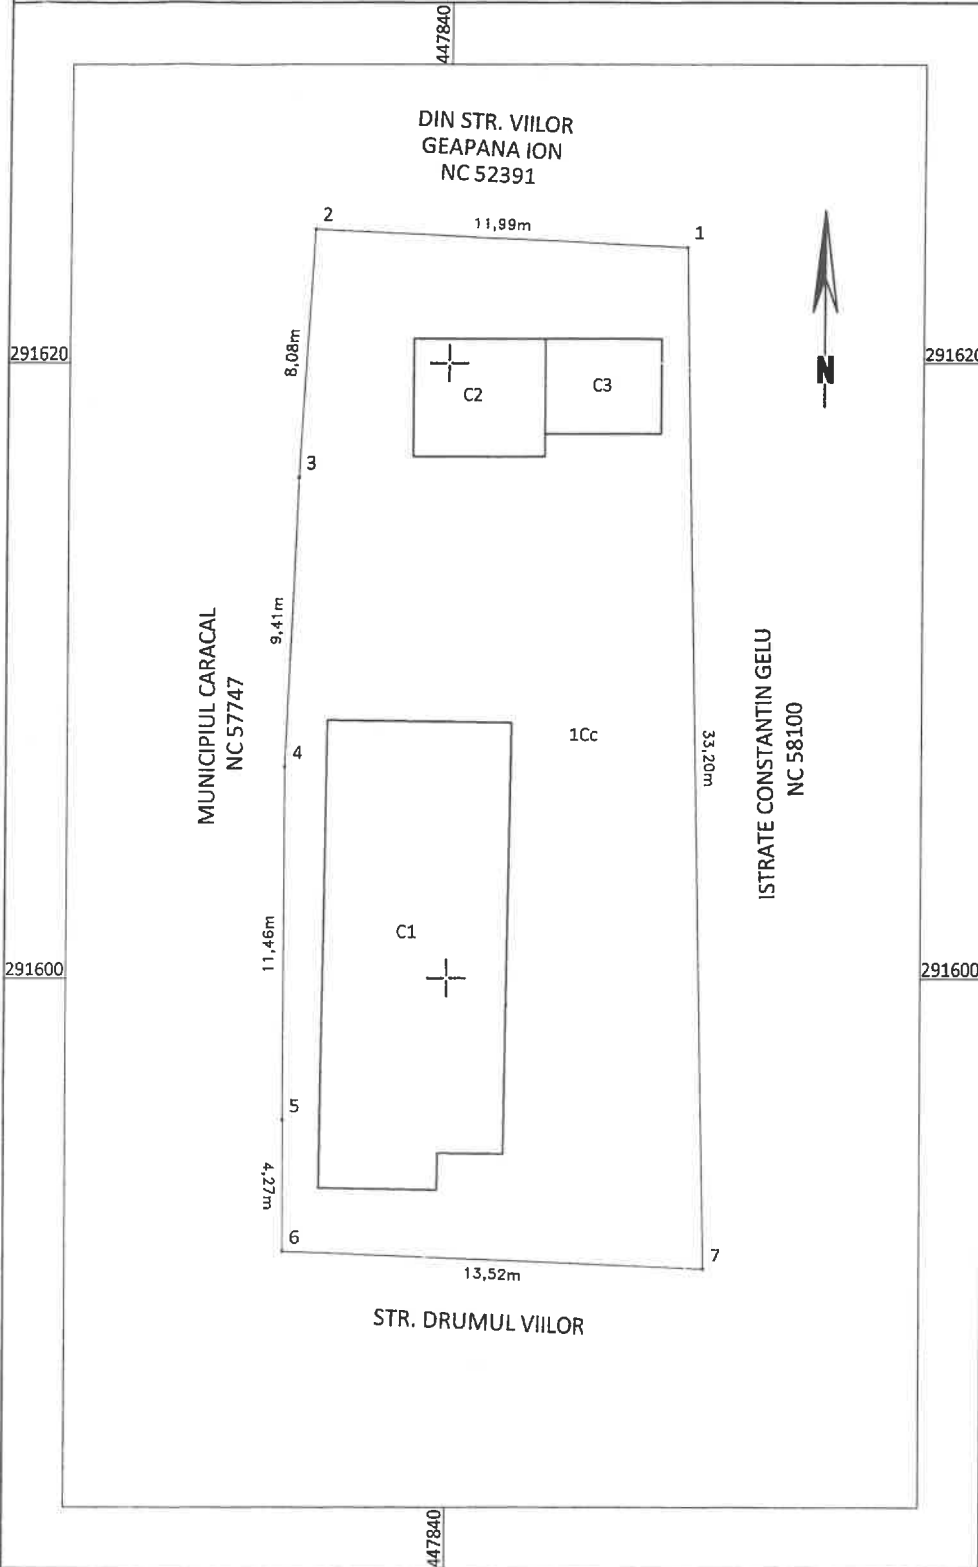 447840
DIN STR. VIILOR
GEAPANA ION
NC 52391
2
11,99m
1
8,08m
291620
291620
C2
C3
N
3
9,41m
MUNICIPIUL CARACAL
NC 57747
4
1Cc
33,20m
ISTRATE CONSTANTIN GELU
NC 58100
C1
11,46m
291600
291600
5
4,27m
6
7
13,52m
STR. DRUMUL VIILOR
447840